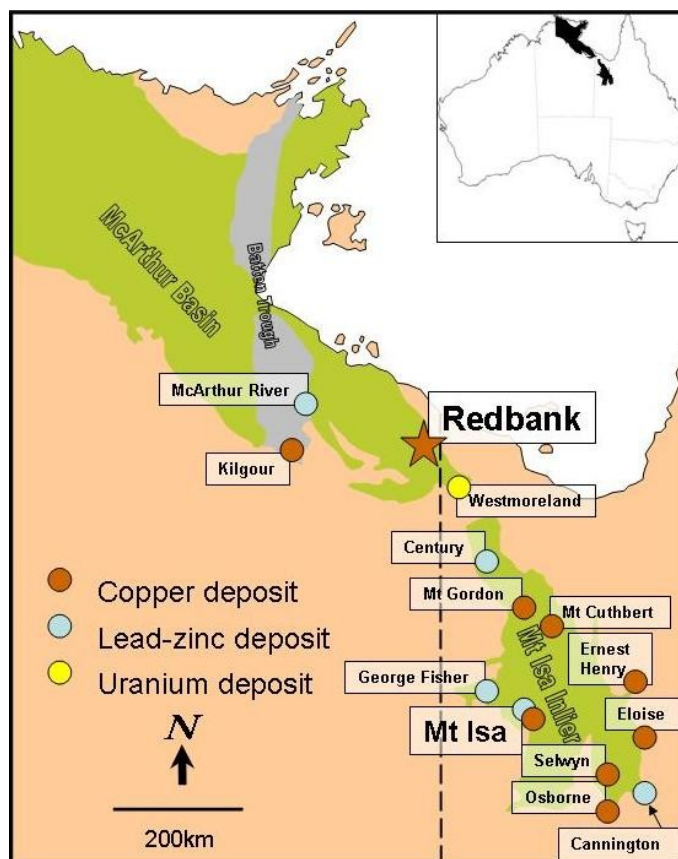 McArthur Basin
Batten Trough
McArthur River
Redbank
Kilgour
Westmoreland
Century
Copper deposit
Mt Gordon
Mt Cuthbert
Lead-zinc deposit
Mt Isa Inlier
Ernest
Henry
George Fisher
Uranium deposit
Eloise
N
Mt Isa
Selwyn
Osborne
200km
Cannington